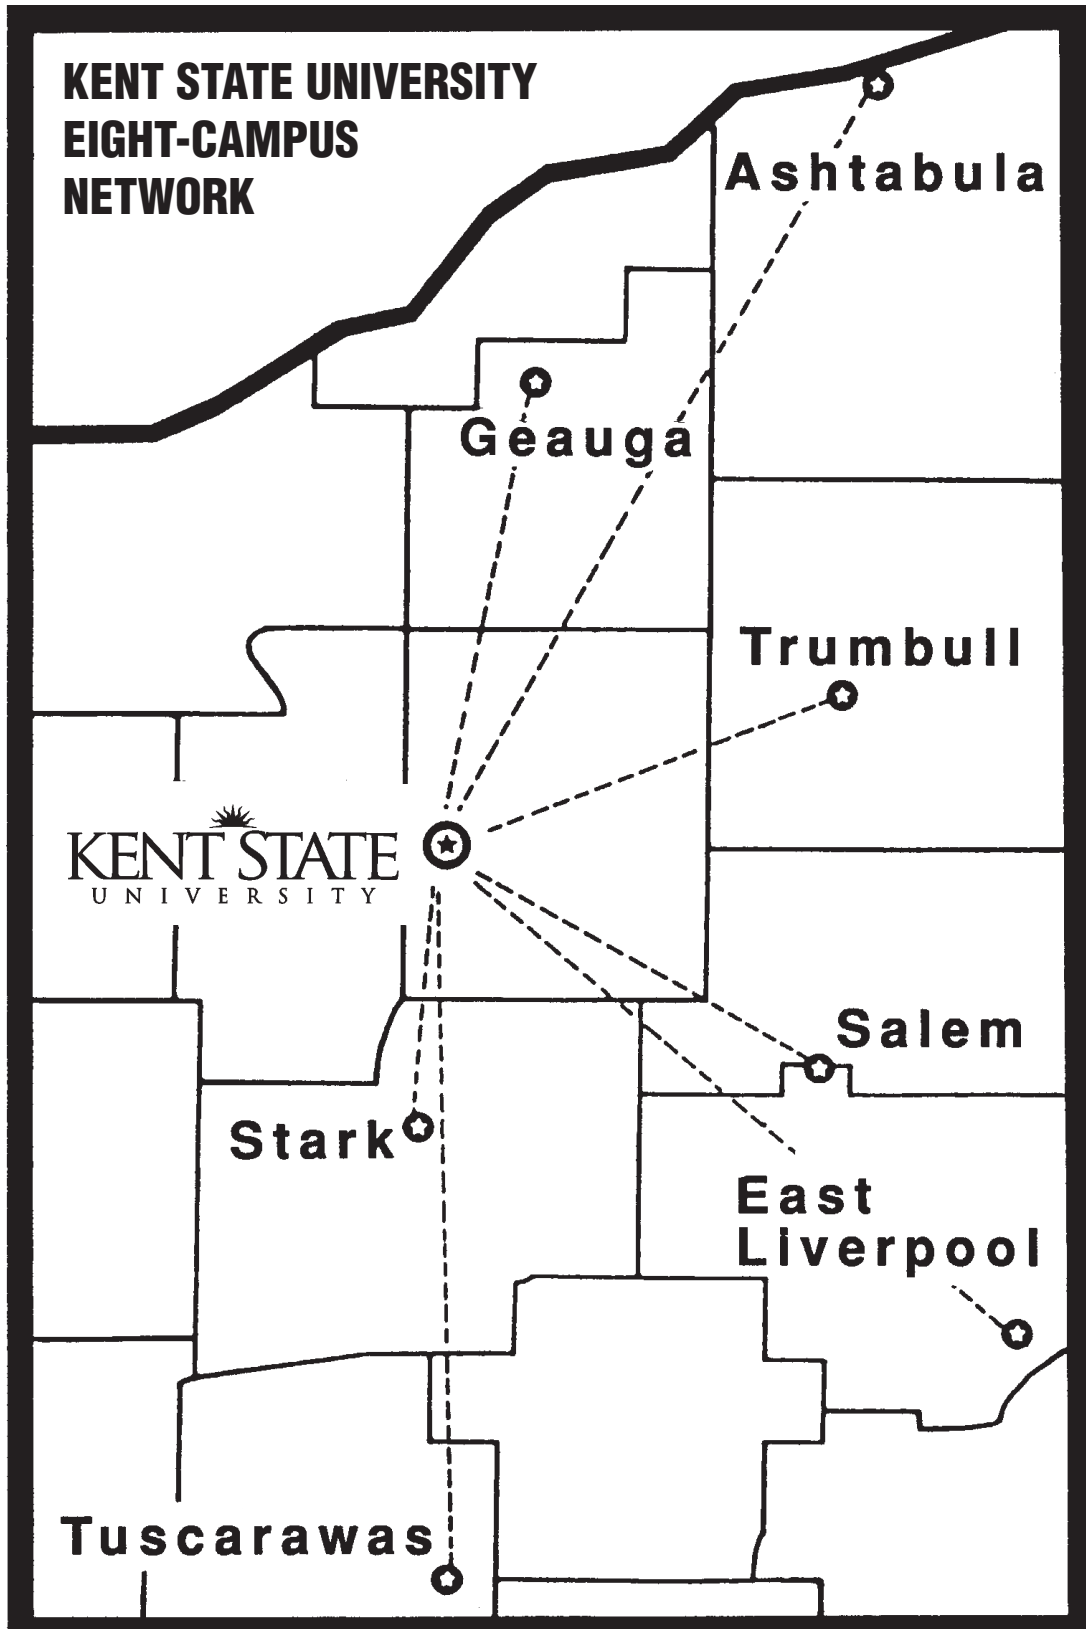 KENT STATE UNIVERSITY
EIGHT-CAMPUS
NETWORK
Ashtabula
Geauga
Trumbull
KENT STATE
UNIVERSITY
Salem
Stark
East
Liverpool
Tuscarawas